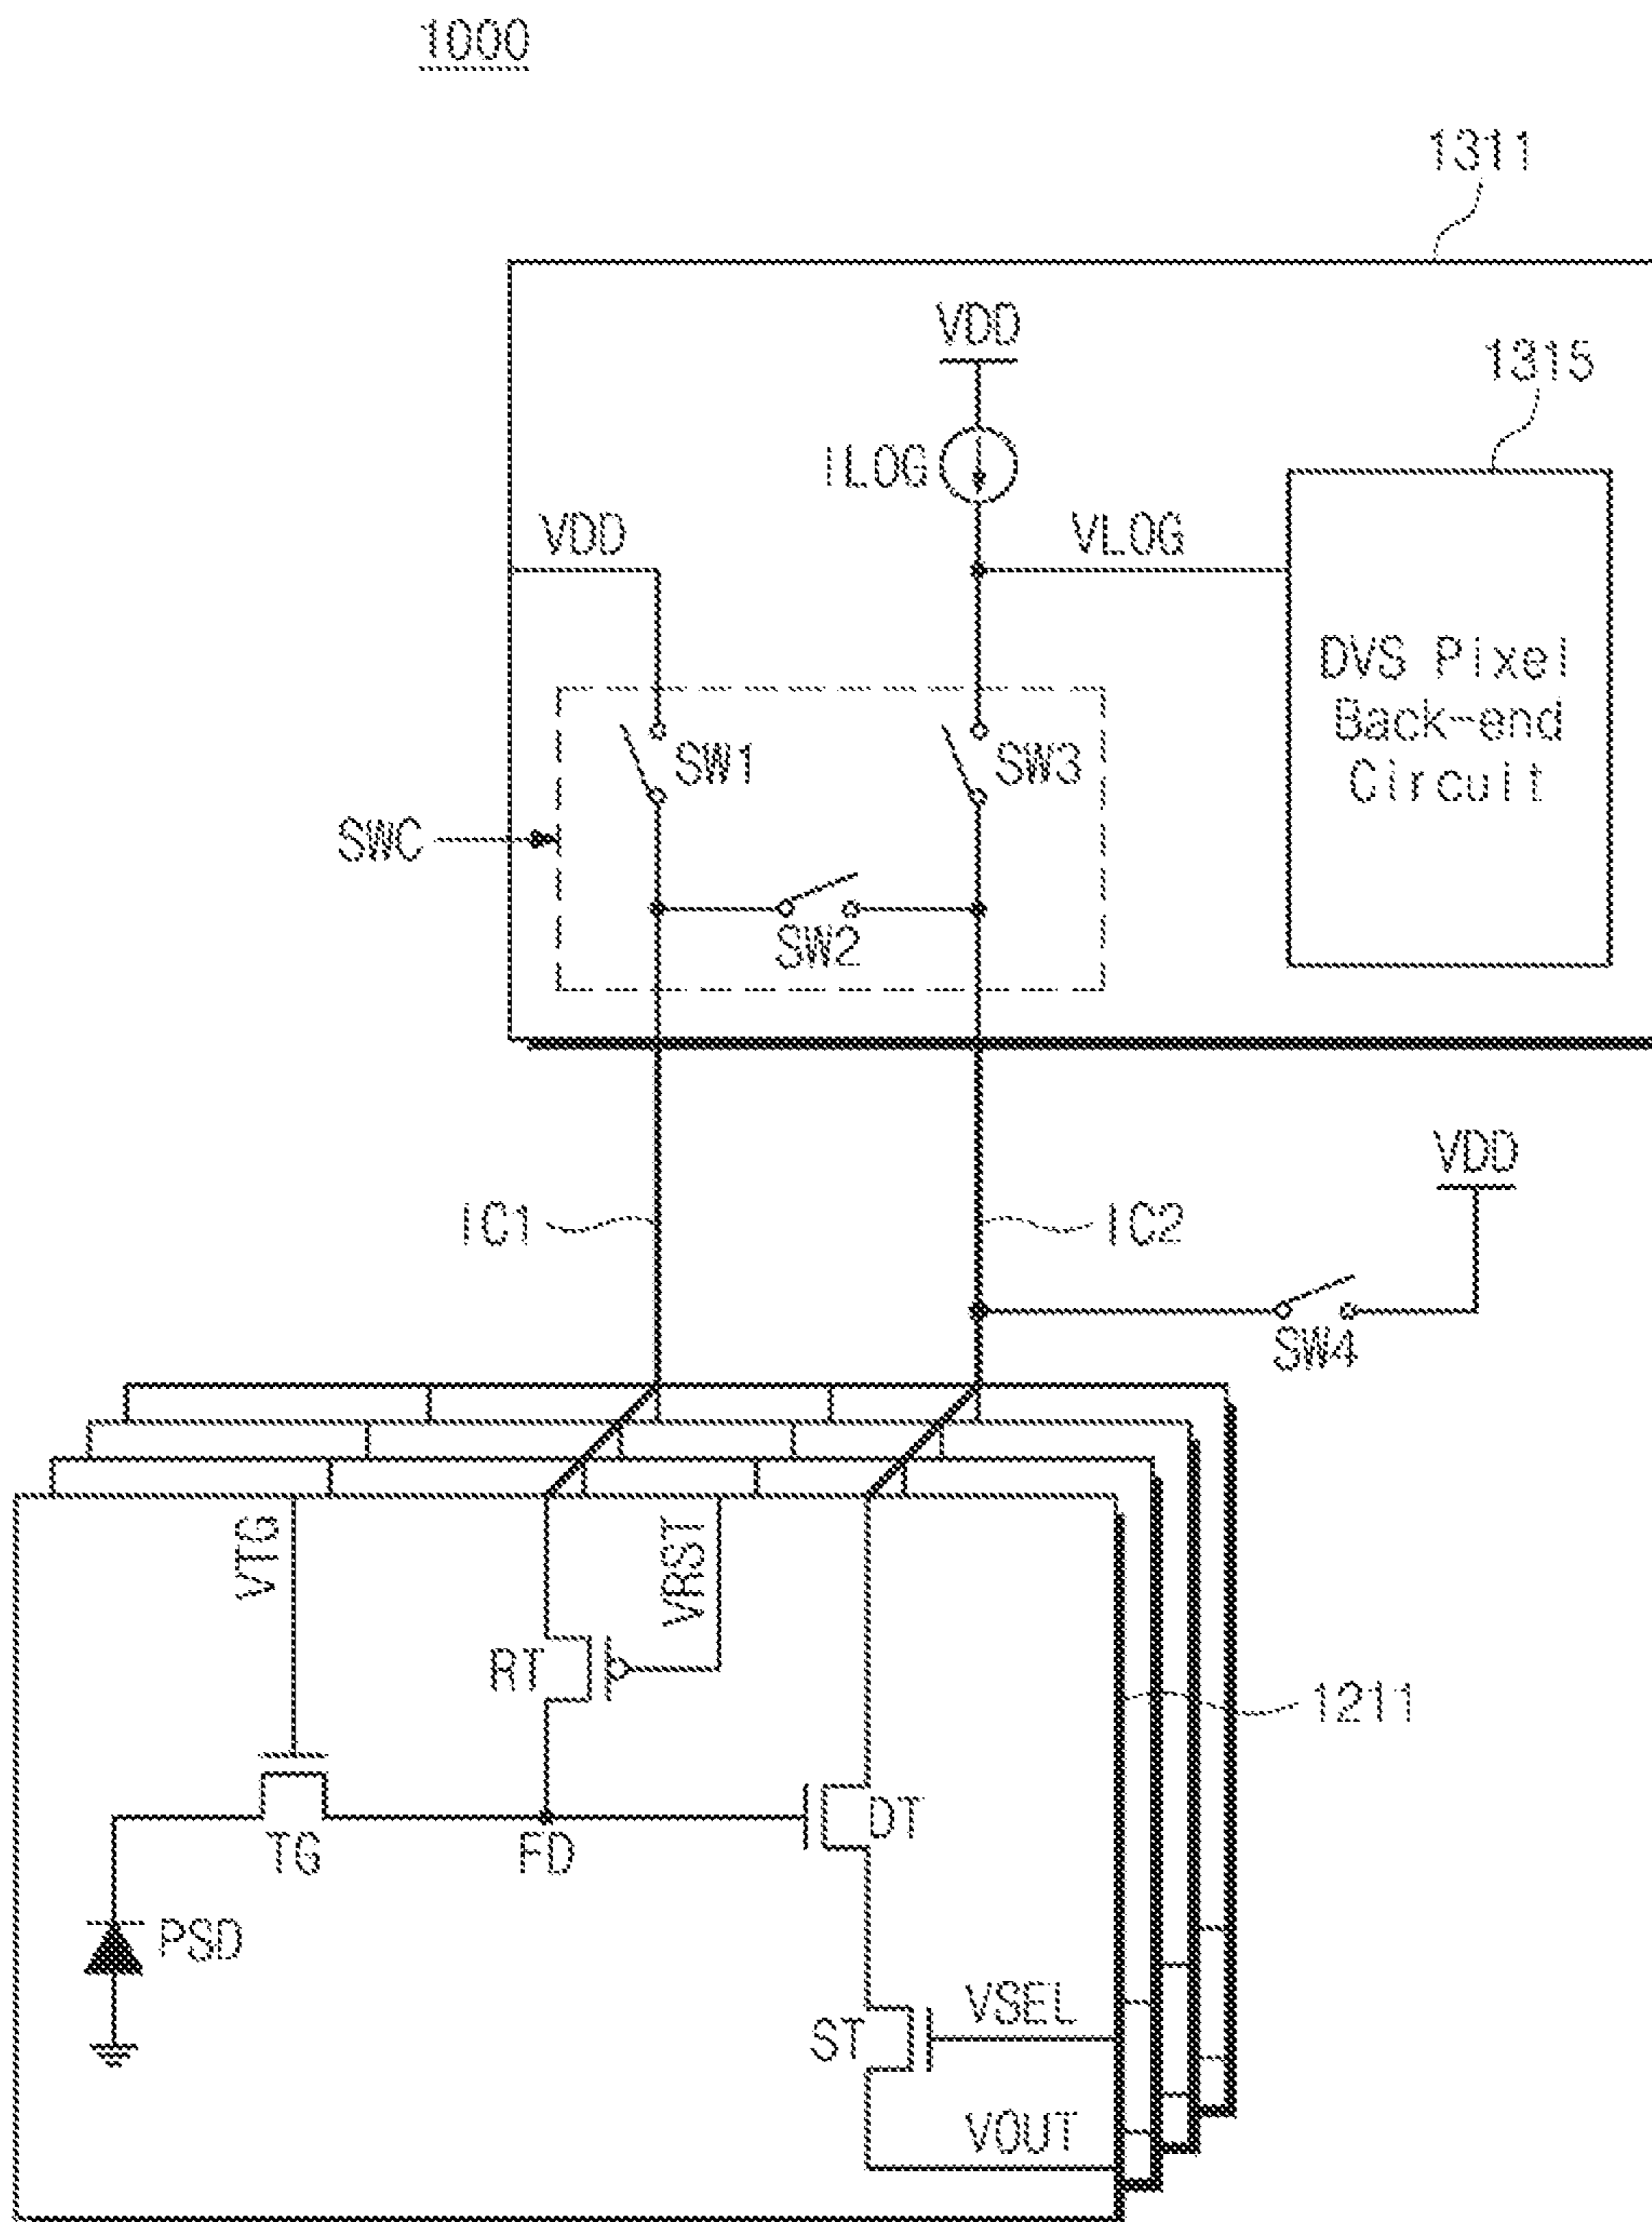 1000
1311
VDD
1315
ILOG
VDD
VLOG
DVS Pixel
Back-end
Circuit
SW1
SW3
SWC
SW2
VDD
IC1
IC2
SW4
VTG
VRST
RT
1211
TG
FD
DT
PSD
VSEL
ST
VOUT